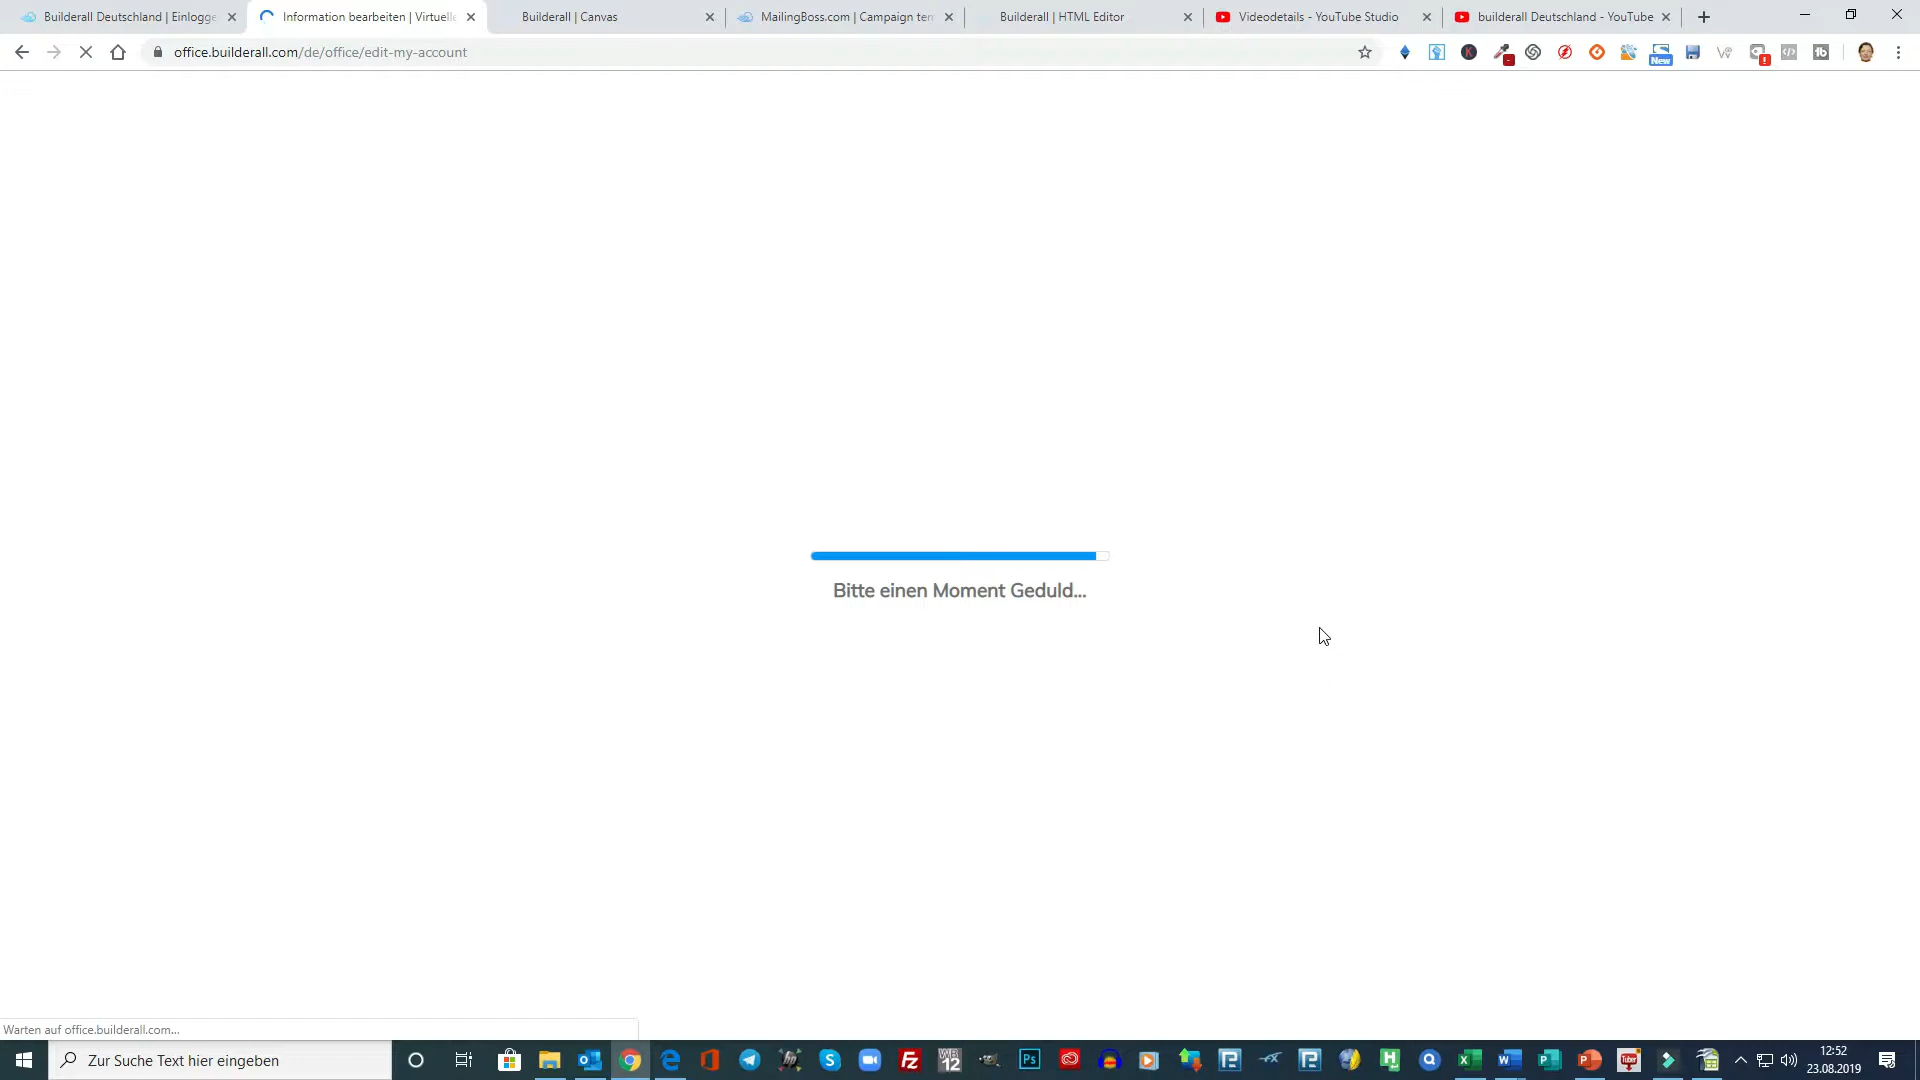 Builderall Deutschland | Einlogge
Information bearbeiten | Virtuelle
Builderall | Canvas
MailingBoss.com | Campaign tem
Builderall | HTML Editor
Videodetails - YouTube Studio
builderall Deutschland - YouTube
office.builderall.com/de/office/edit-my-account
New
Bitte einen Moment Geduld...
Warten auf office.builderall.com...
Zur Suche Text hier eingeben
12:52
23.08.2019